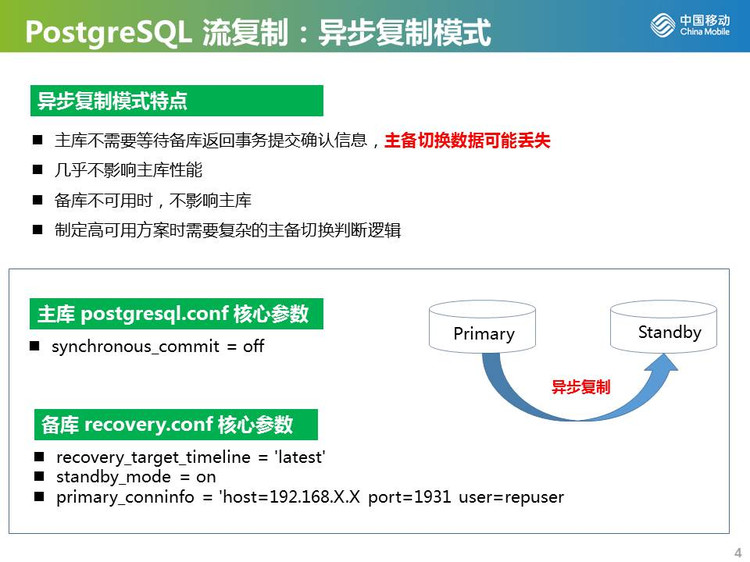 PostgreSQL 流复制：异步复制模式
中国移动
China Mobile
异步复制模式特点
主库不需要等待备库返回事务提交确认信息，主备切换数据可能丢失
几乎不影响主库性能
备库不可用时，不影响主库
制定高可用方案时需要复杂的主备切换判断逻辑
主库 postgresql.conf 核心参数
synchronous_commit = off
Primary
Standby
异步复制
备库 recovery.conf 核心参数
recovery_target_timeline = 'latest'
standby_mode = on
primary_conninfo = 'host=192.168.X.X port=1931 user=repuser
4